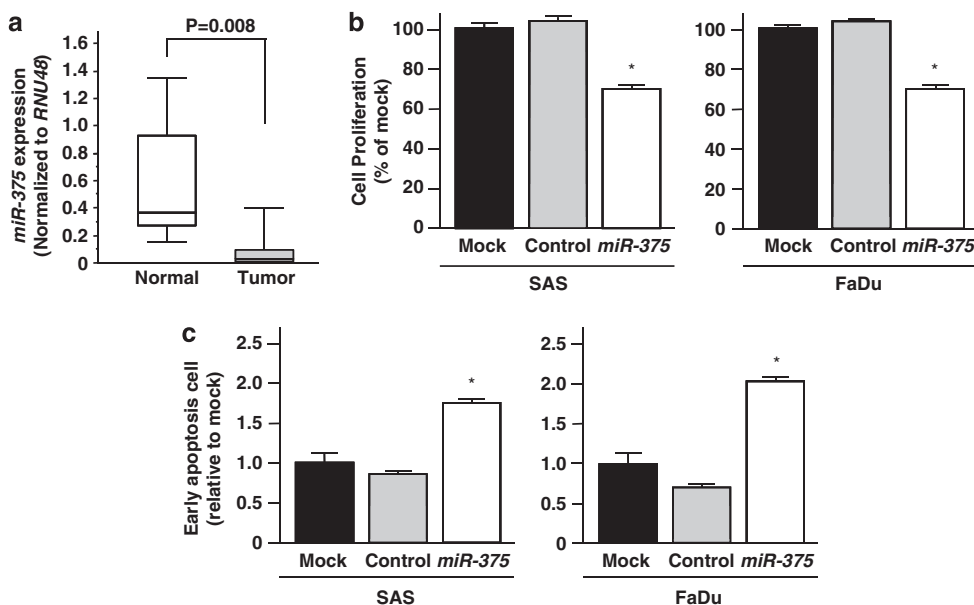 a
P=0.008
miR-375 expression
(Normalized to RNU48)
1.6
1.4
1.2
1.0
0.8
0.6
0.4
0.2
0
Normal Tumor
b
Cell Proliferation
(% of mock)
100
80
60
40
20
0
*
Mock Control miR-375
SAS
100
80
60
40
20
0
*
Mock Control miR-375
FaDu
c
Early apoptosis cell
(relative to mock)
2.5
2.0
1.5
1.0
0.5
0
*
Mock Control miR-375
SAS
2.5
2.0
1.5
1.0
0.5
0
*
Mock Control miR-375
FaDu